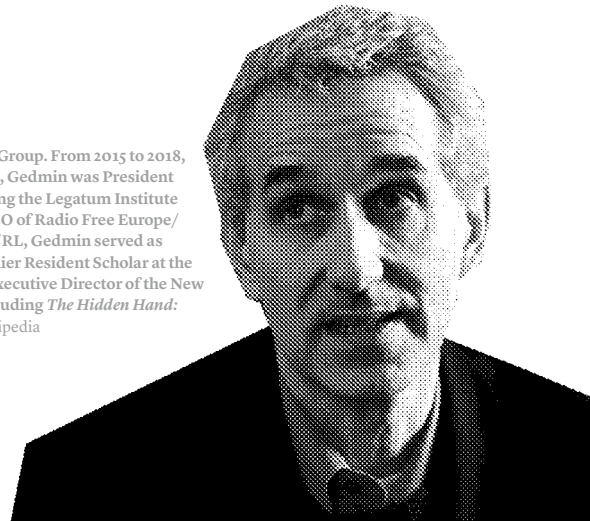 Group. From 2015 to 2018,
, Gedmin was President
ng the Legatum Institute
O of Radio Free Europe/
/RL, Gedmin served as
ier Resident Scholar at the
xecutive Director of the New
uding The Hidden Hand:
ipedia